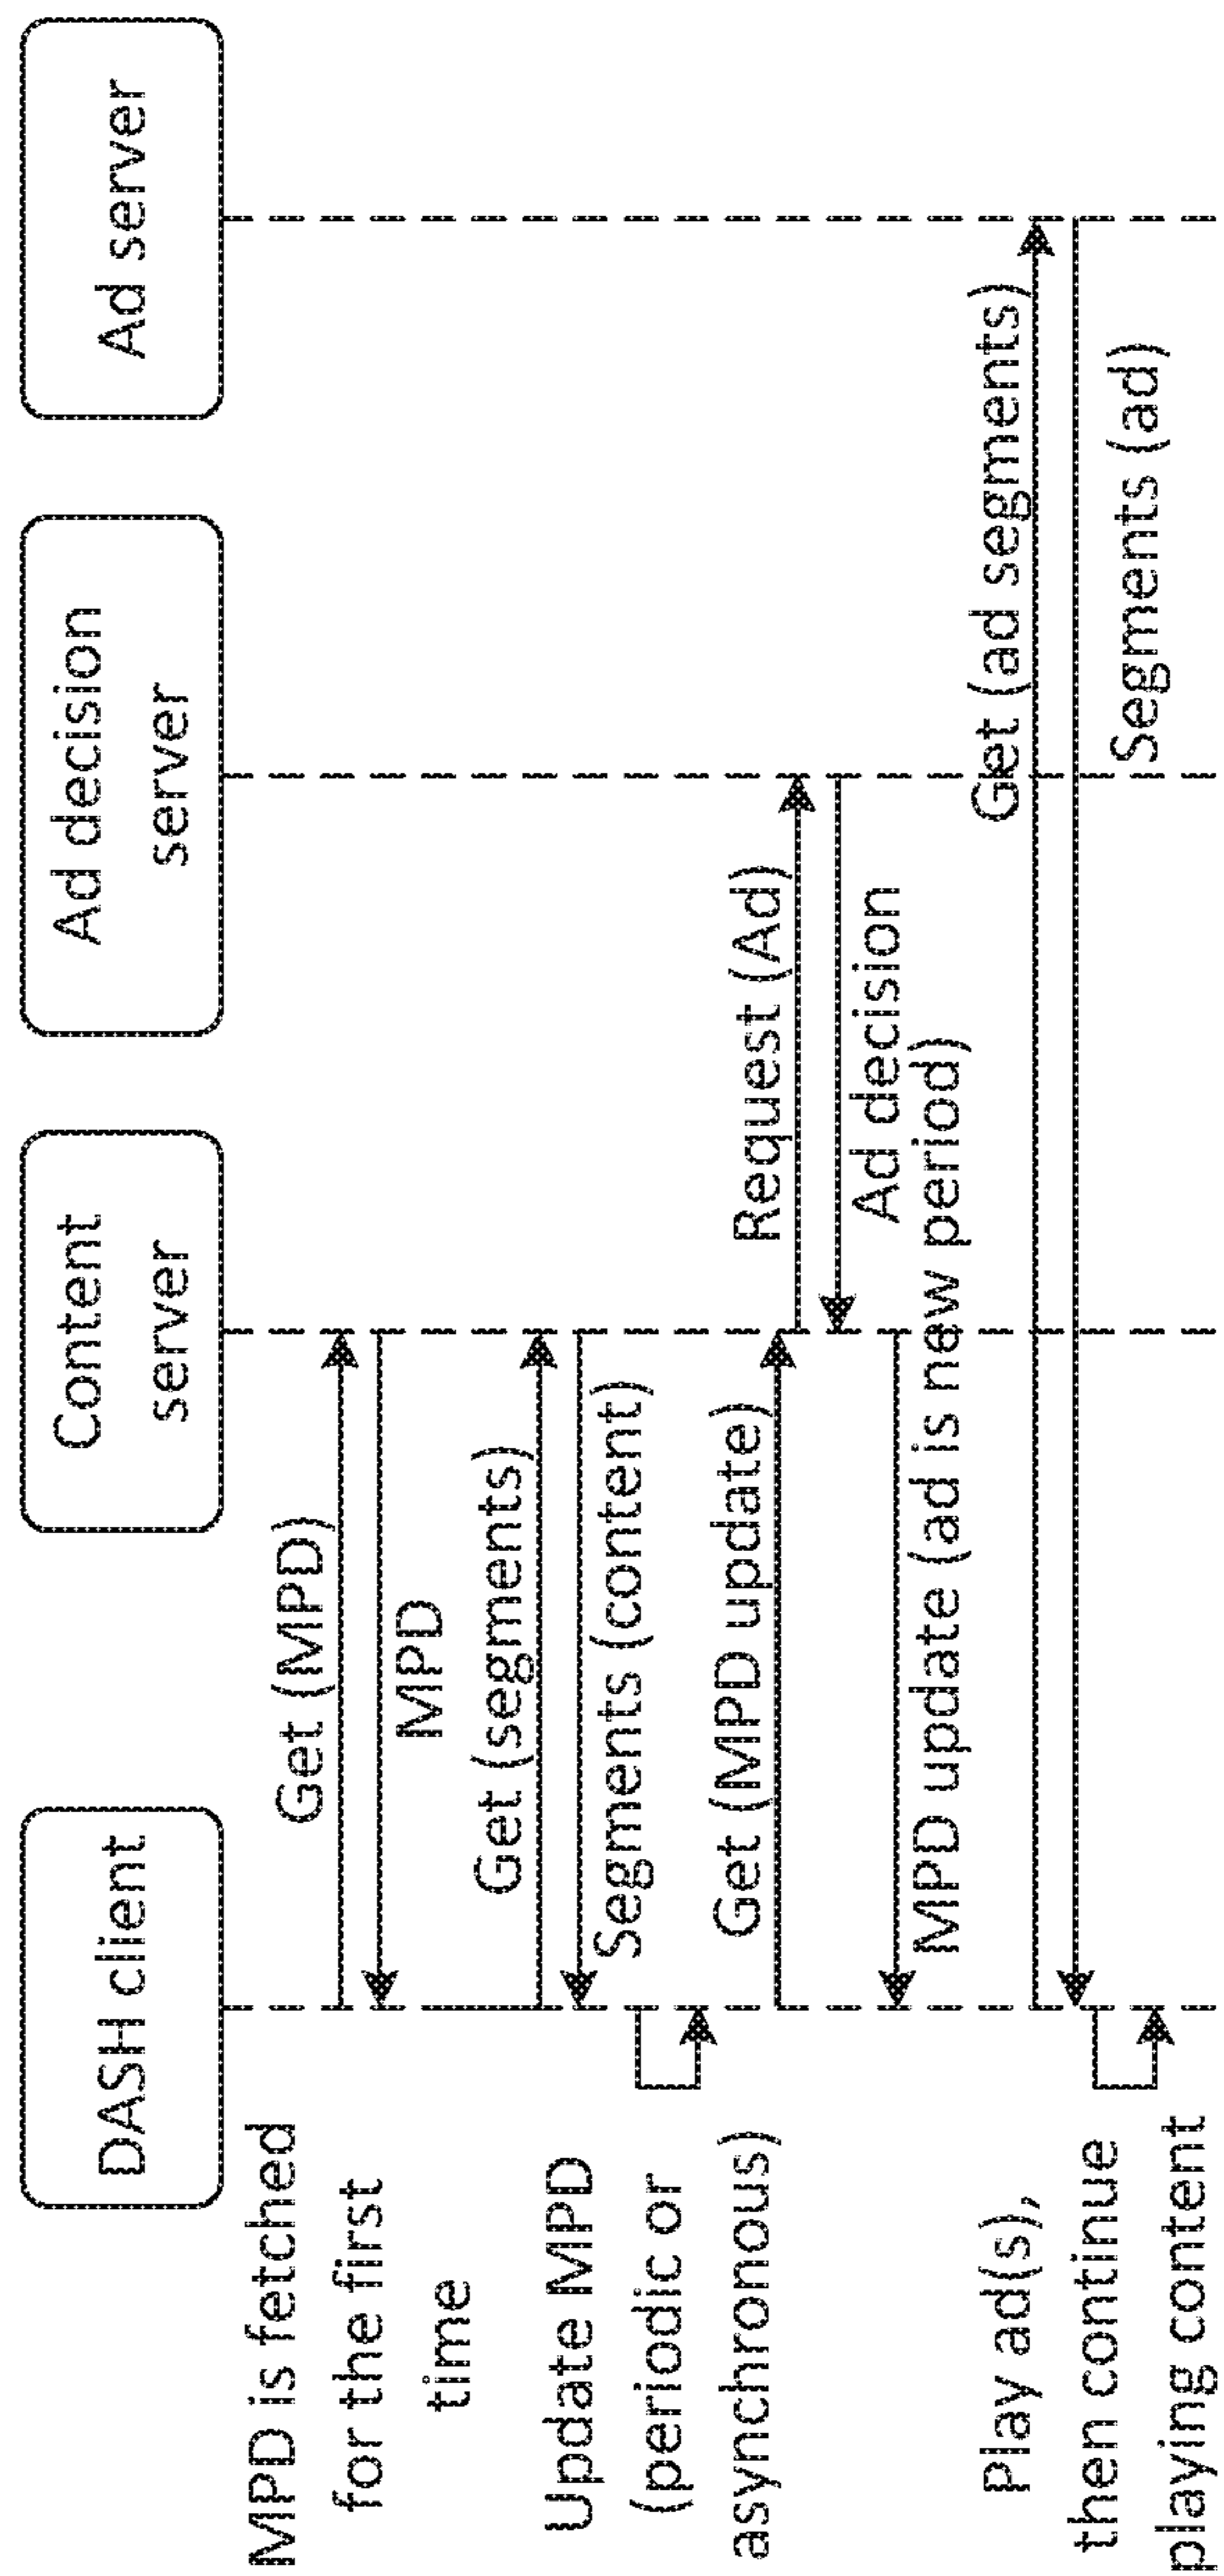 DASH client
Content
server
Ad decision
server
Ad server
MPD is fetched
for the first
time
Get (MPD)
MPD
Get (segments)
Segments (content)
Update MPD
(periodic or
asynchronous)
Get (MPD update)
Request (Ad)
Ad decision
MPD update (ad is new period)
Get (ad segments)
Segments (ad)
Play ad(s),
then continue
playing content